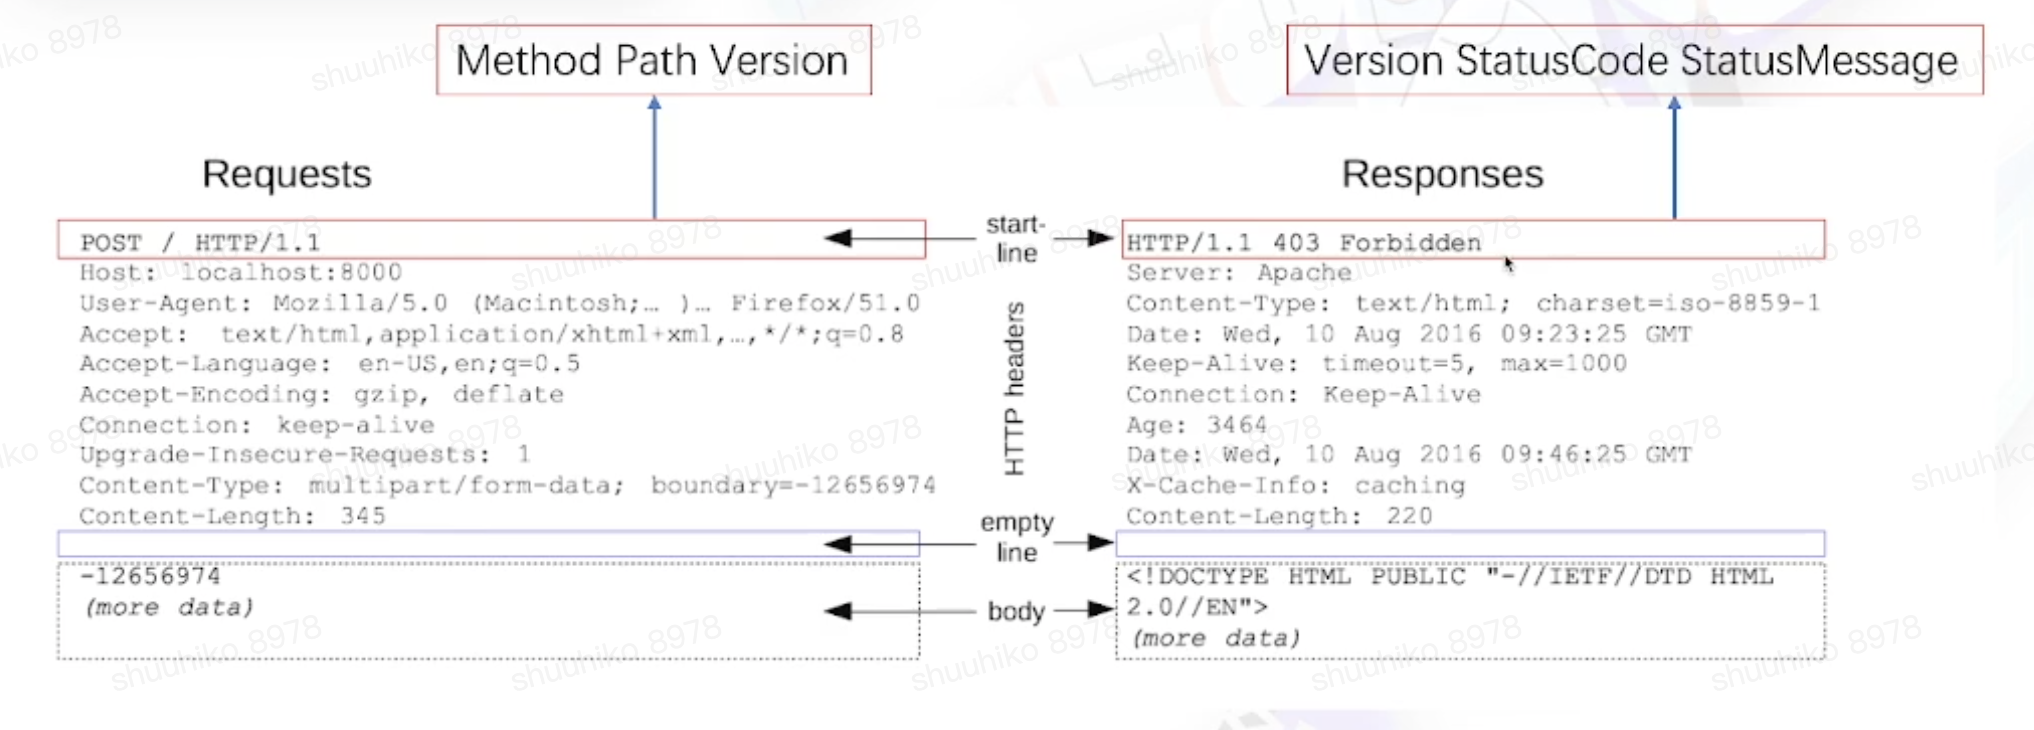 Method Path Version
Version StatusCode StatusMessage
Requests
Responses
POST / HTTP/1.1
Host: localhost:8000
User-Agent: Mozilla/5.0 (Macintosh;… )… Firefox/51.0
Accept: text/html,application/xhtml+xml,…,*/*;q=0.8
Accept-Language: en-US,en;q=0.5
Accept-Encoding: gzip, deflate
Connection: keep-alive
Upgrade-Insecure-Requests: 1
Content-Type: multipart/form-data; boundary=-12656974
Content-Length: 345
-12656974
(more data)
start-
line
HTTP headers
empty
line
body
HTTP/1.1 403 Forbidden
Server: Apache
Content-Type: text/html; charset=iso-8859-1
Date: Wed, 10 Aug 2016 09:23:25 GMT
Keep-Alive: timeout=5, max=1000
Connection: Keep-Alive
Age: 3464
Date: Wed, 10 Aug 2016 09:46:25 GMT
X-Cache-Info: caching
Content-Length: 220
<!DOCTYPE HTML PUBLIC "-//IETF//DTD HTML
2.0//EN">
(more data)
shuuhiko 8978